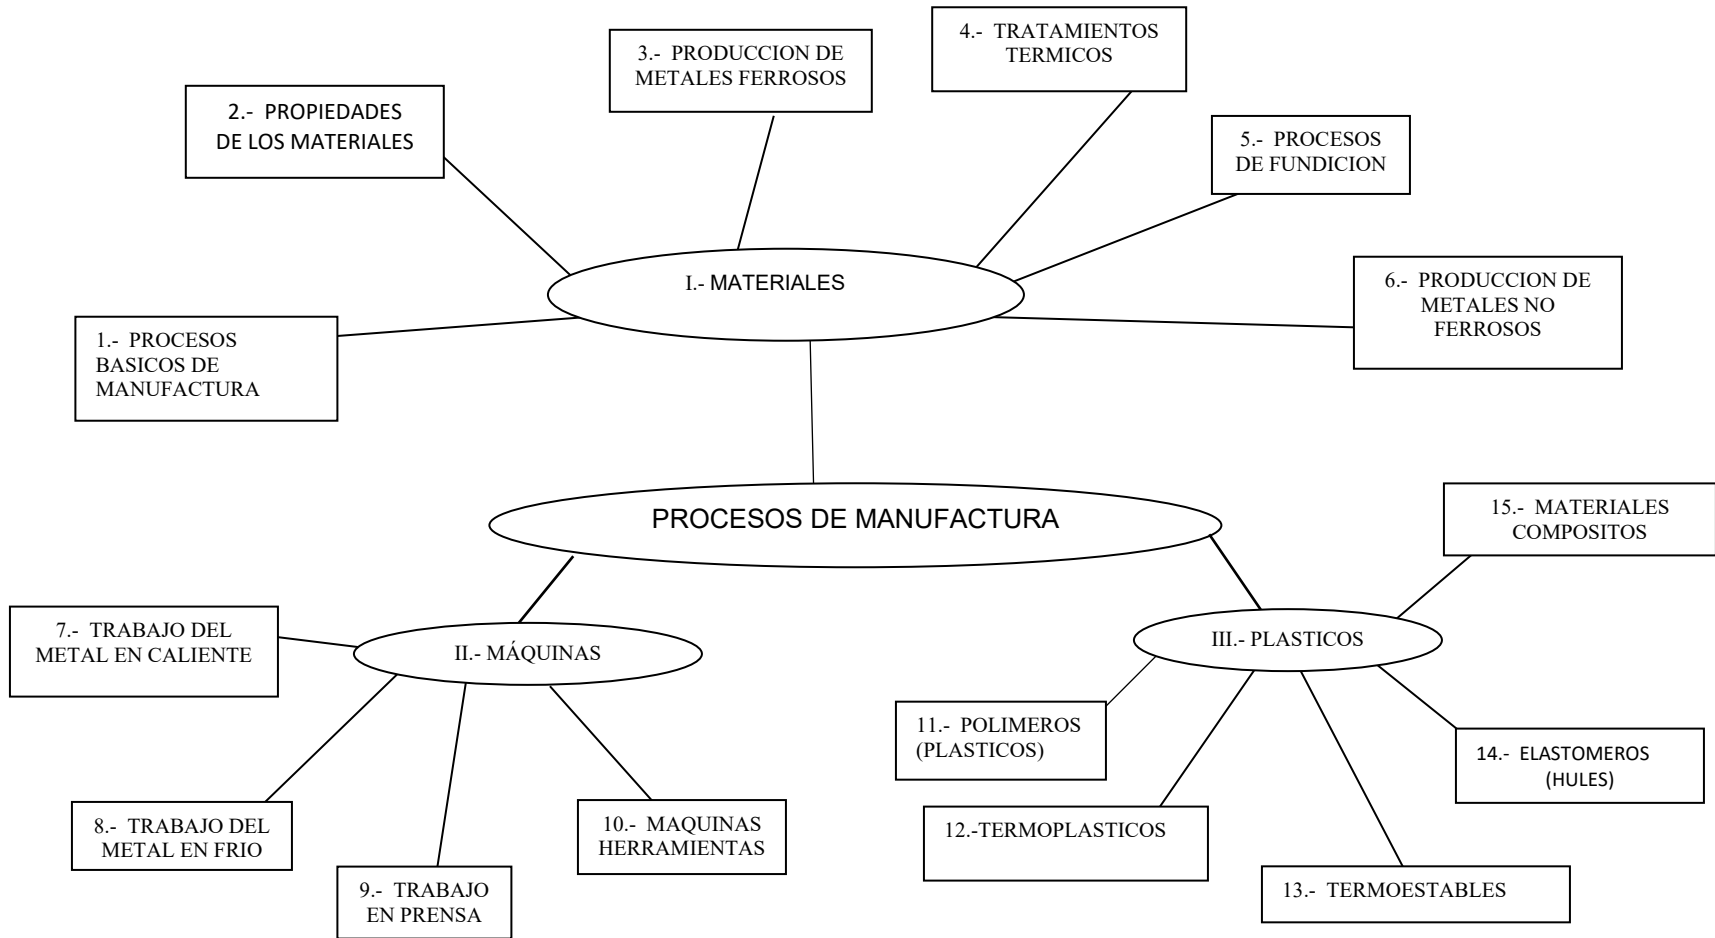 4.- TRATAMIENTOS
TERMICOS
3.- PRODUCCION DE
METALES FERROSOS
2.- PROPIEDADES
DE LOS MATERIALES
5.- PROCESOS
DE FUNDICION
I.- MATERIALES
6.- PRODUCCION DE
METALES NO
FERROSOS
1.- PROCESOS
BASICOS DE
MANUFACTURA
PROCESOS DE MANUFACTURA
15.- MATERIALES
COMPOSITOS
7.- TRABAJO DEL
METAL EN CALIENTE
II.- MÁQUINAS
III.- PLASTICOS
11.- POLIMEROS
(PLASTICOS)
14.- ELASTOMEROS
(HULES)
8.- TRABAJO DEL
METAL EN FRIO
10.- MAQUINAS
HERRAMIENTAS
12.-TERMOPLASTICOS
9.- TRABAJO
EN PRENSA
13.- TERMOESTABLES